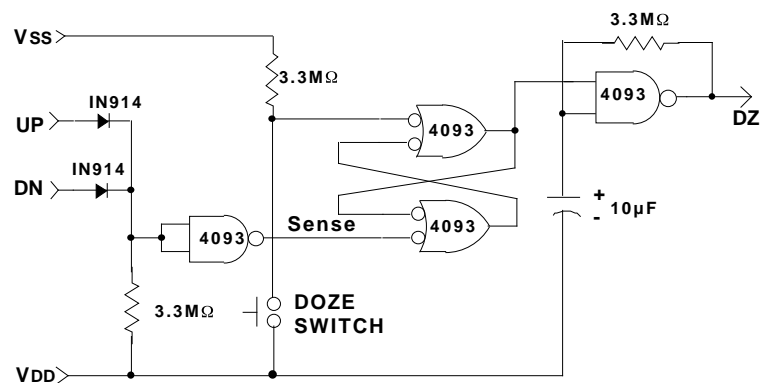 VSS
3.3MΩ
3.3MΩ
IN914
UP
4093
4093
DZ
IN914
DN
4093
4093
Sense
+
- 10µF
3.3MΩ
DOZE
SWITCH
VDD